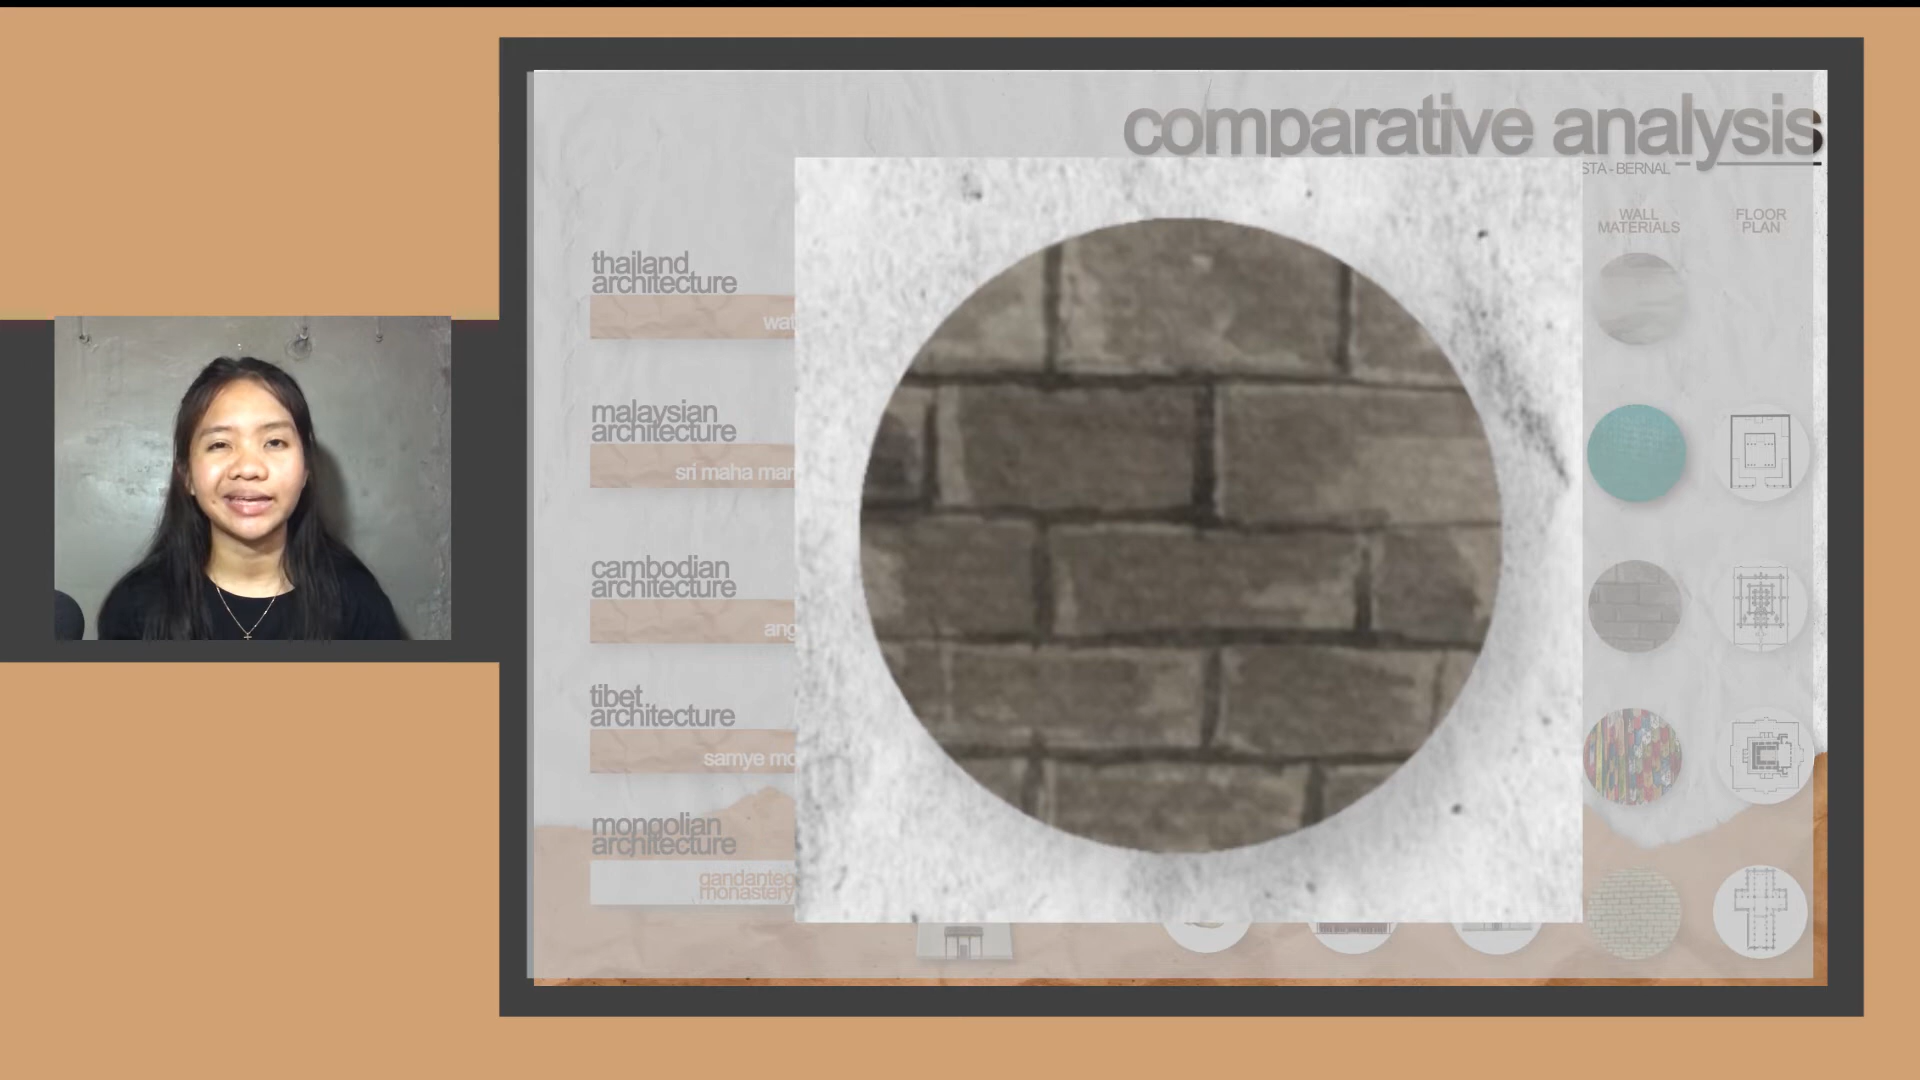 comparative analysis
STA - BERNAL
WALL
MATERIALS
FLOOR
PLAN
thailand
architecture
wat
malaysian
architecture
sri maha mar
cambodian
architecture
ang
tibet
architecture
samye mo
mongolian
architecture
gandanteg
monastery